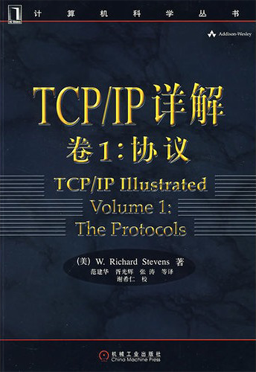 计算机科学丛书
Addison-Wesley
TCP/IP 详解
卷1:协议
TCP/IP Illustrated
Volume 1:
The Protocols
(美) W. Richard Stevens 著
范建华 胥光辉 张涛 等译
谢希仁 校
机械工业出版社
China Machine Press